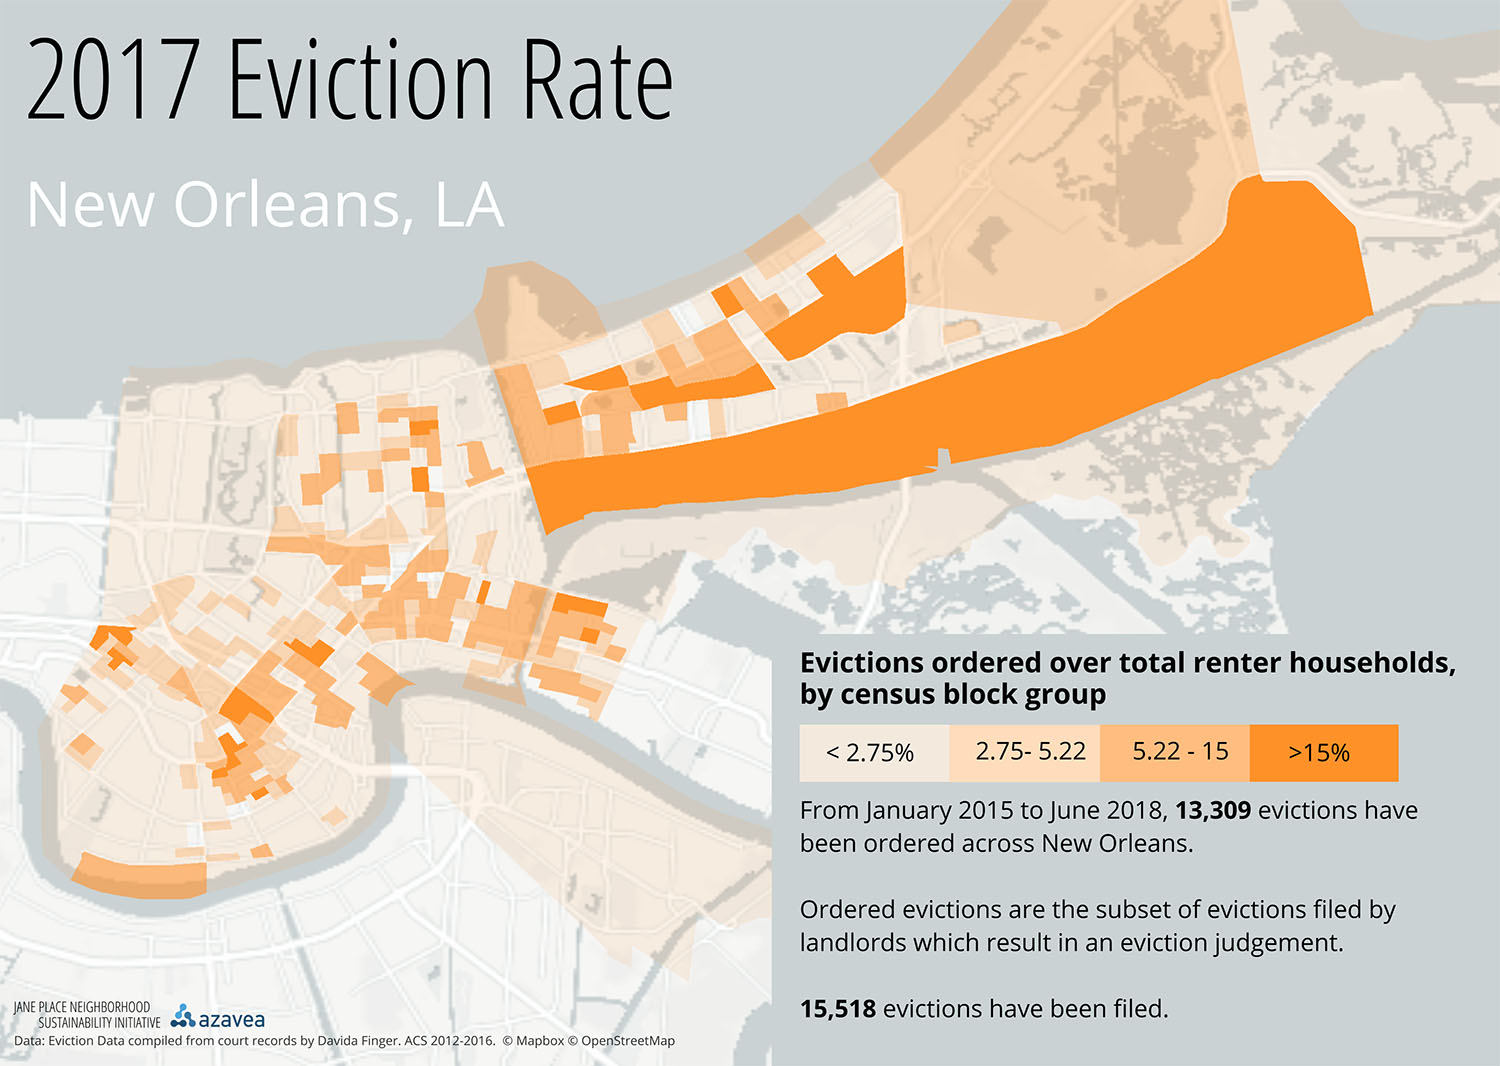 2017 Eviction Rate
New Orleans, LA
Evictions ordered over total renter households,
by census block group
< 2.75% 2.75- 5.22 5.22 - 15 >15%
From January 2015 to June 2018, 13,309 evictions have
been ordered across New Orleans.
Ordered evictions are the subset of evictions filed by
landlords which result in an eviction judgement.
15,518 evictions have been filed.
JANE PLACE NEIGHBORHOOD
SUSTAINABILITY INITIATIVE azavea
Data: Eviction Data compiled from court records by Davida Finger. ACS 2012-2016. © Mapbox © OpenStreetMap